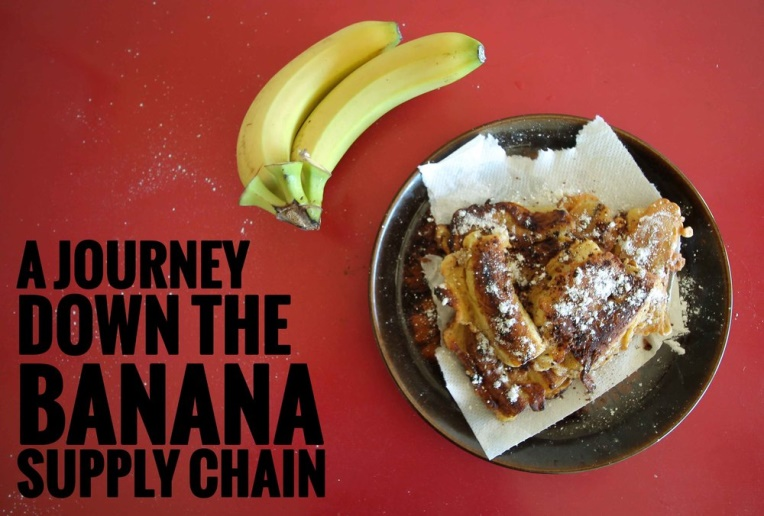 A JOURNEY
DOWN THE
BANANA
SUPPLY CHAIN